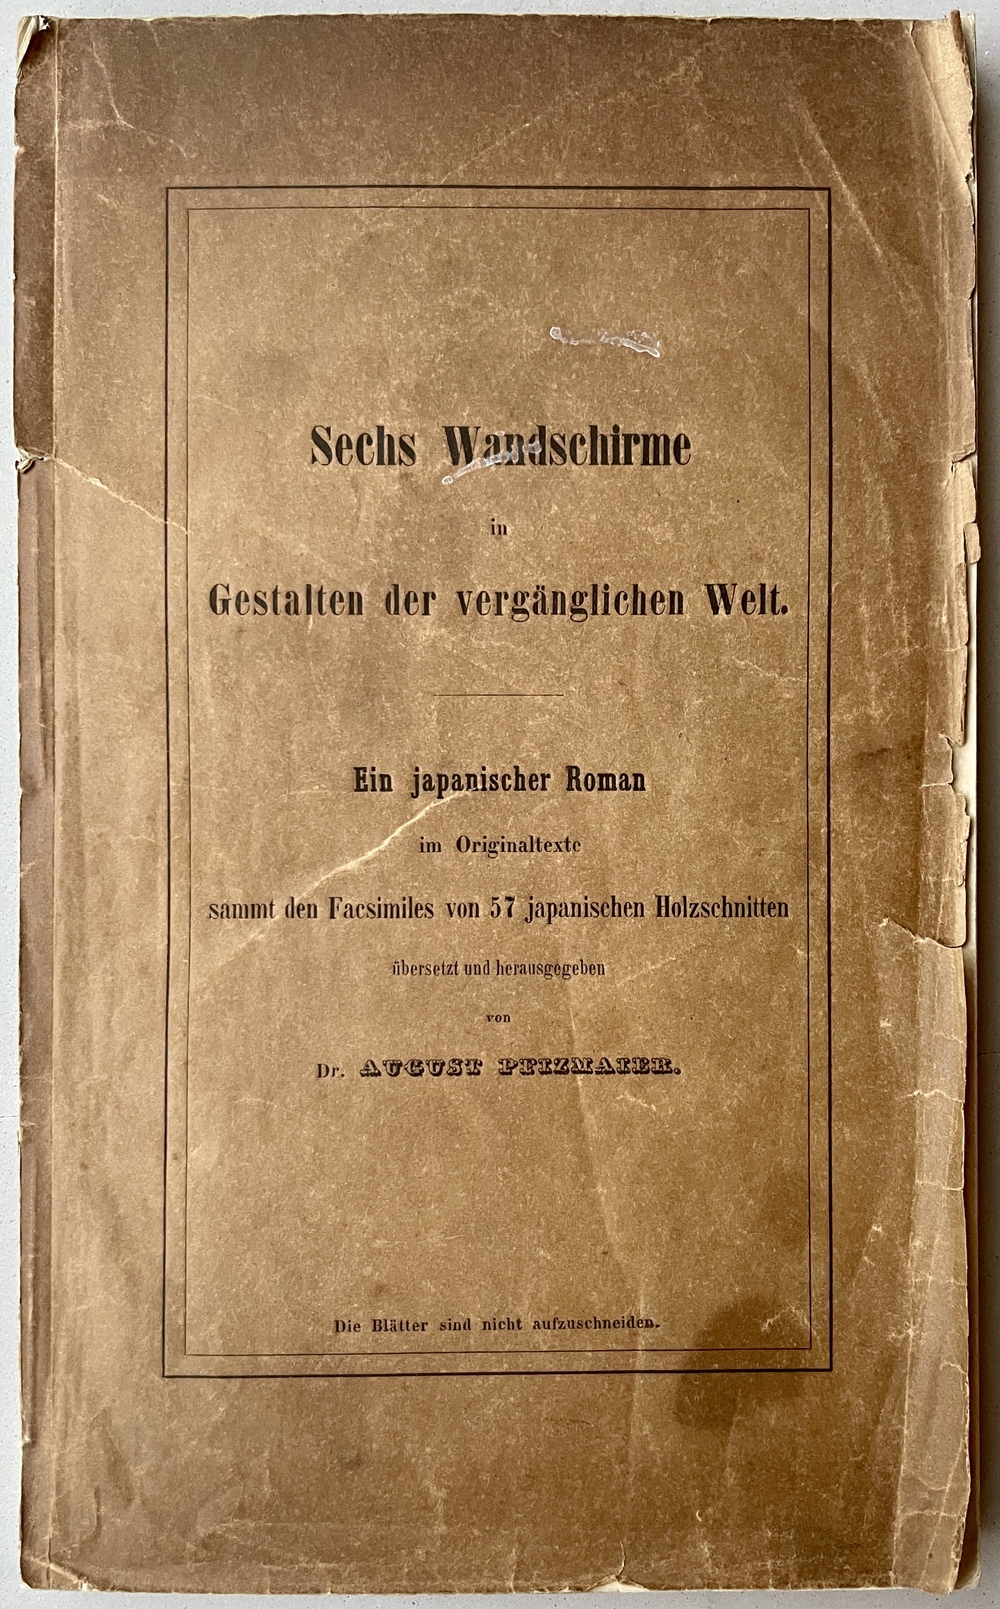 Sechs Wandschirme
in
Gestalten der vergänglichen Welt.
Ein japanischer Roman
im Originaltexte
sammt den Facsimiles von 57 japanischen Holzschnitten
übersetzt und herausgegeben
von
Dr. AUGUST PFIZMAIER.
Die Blätter sind nicht aufzuschneiden.